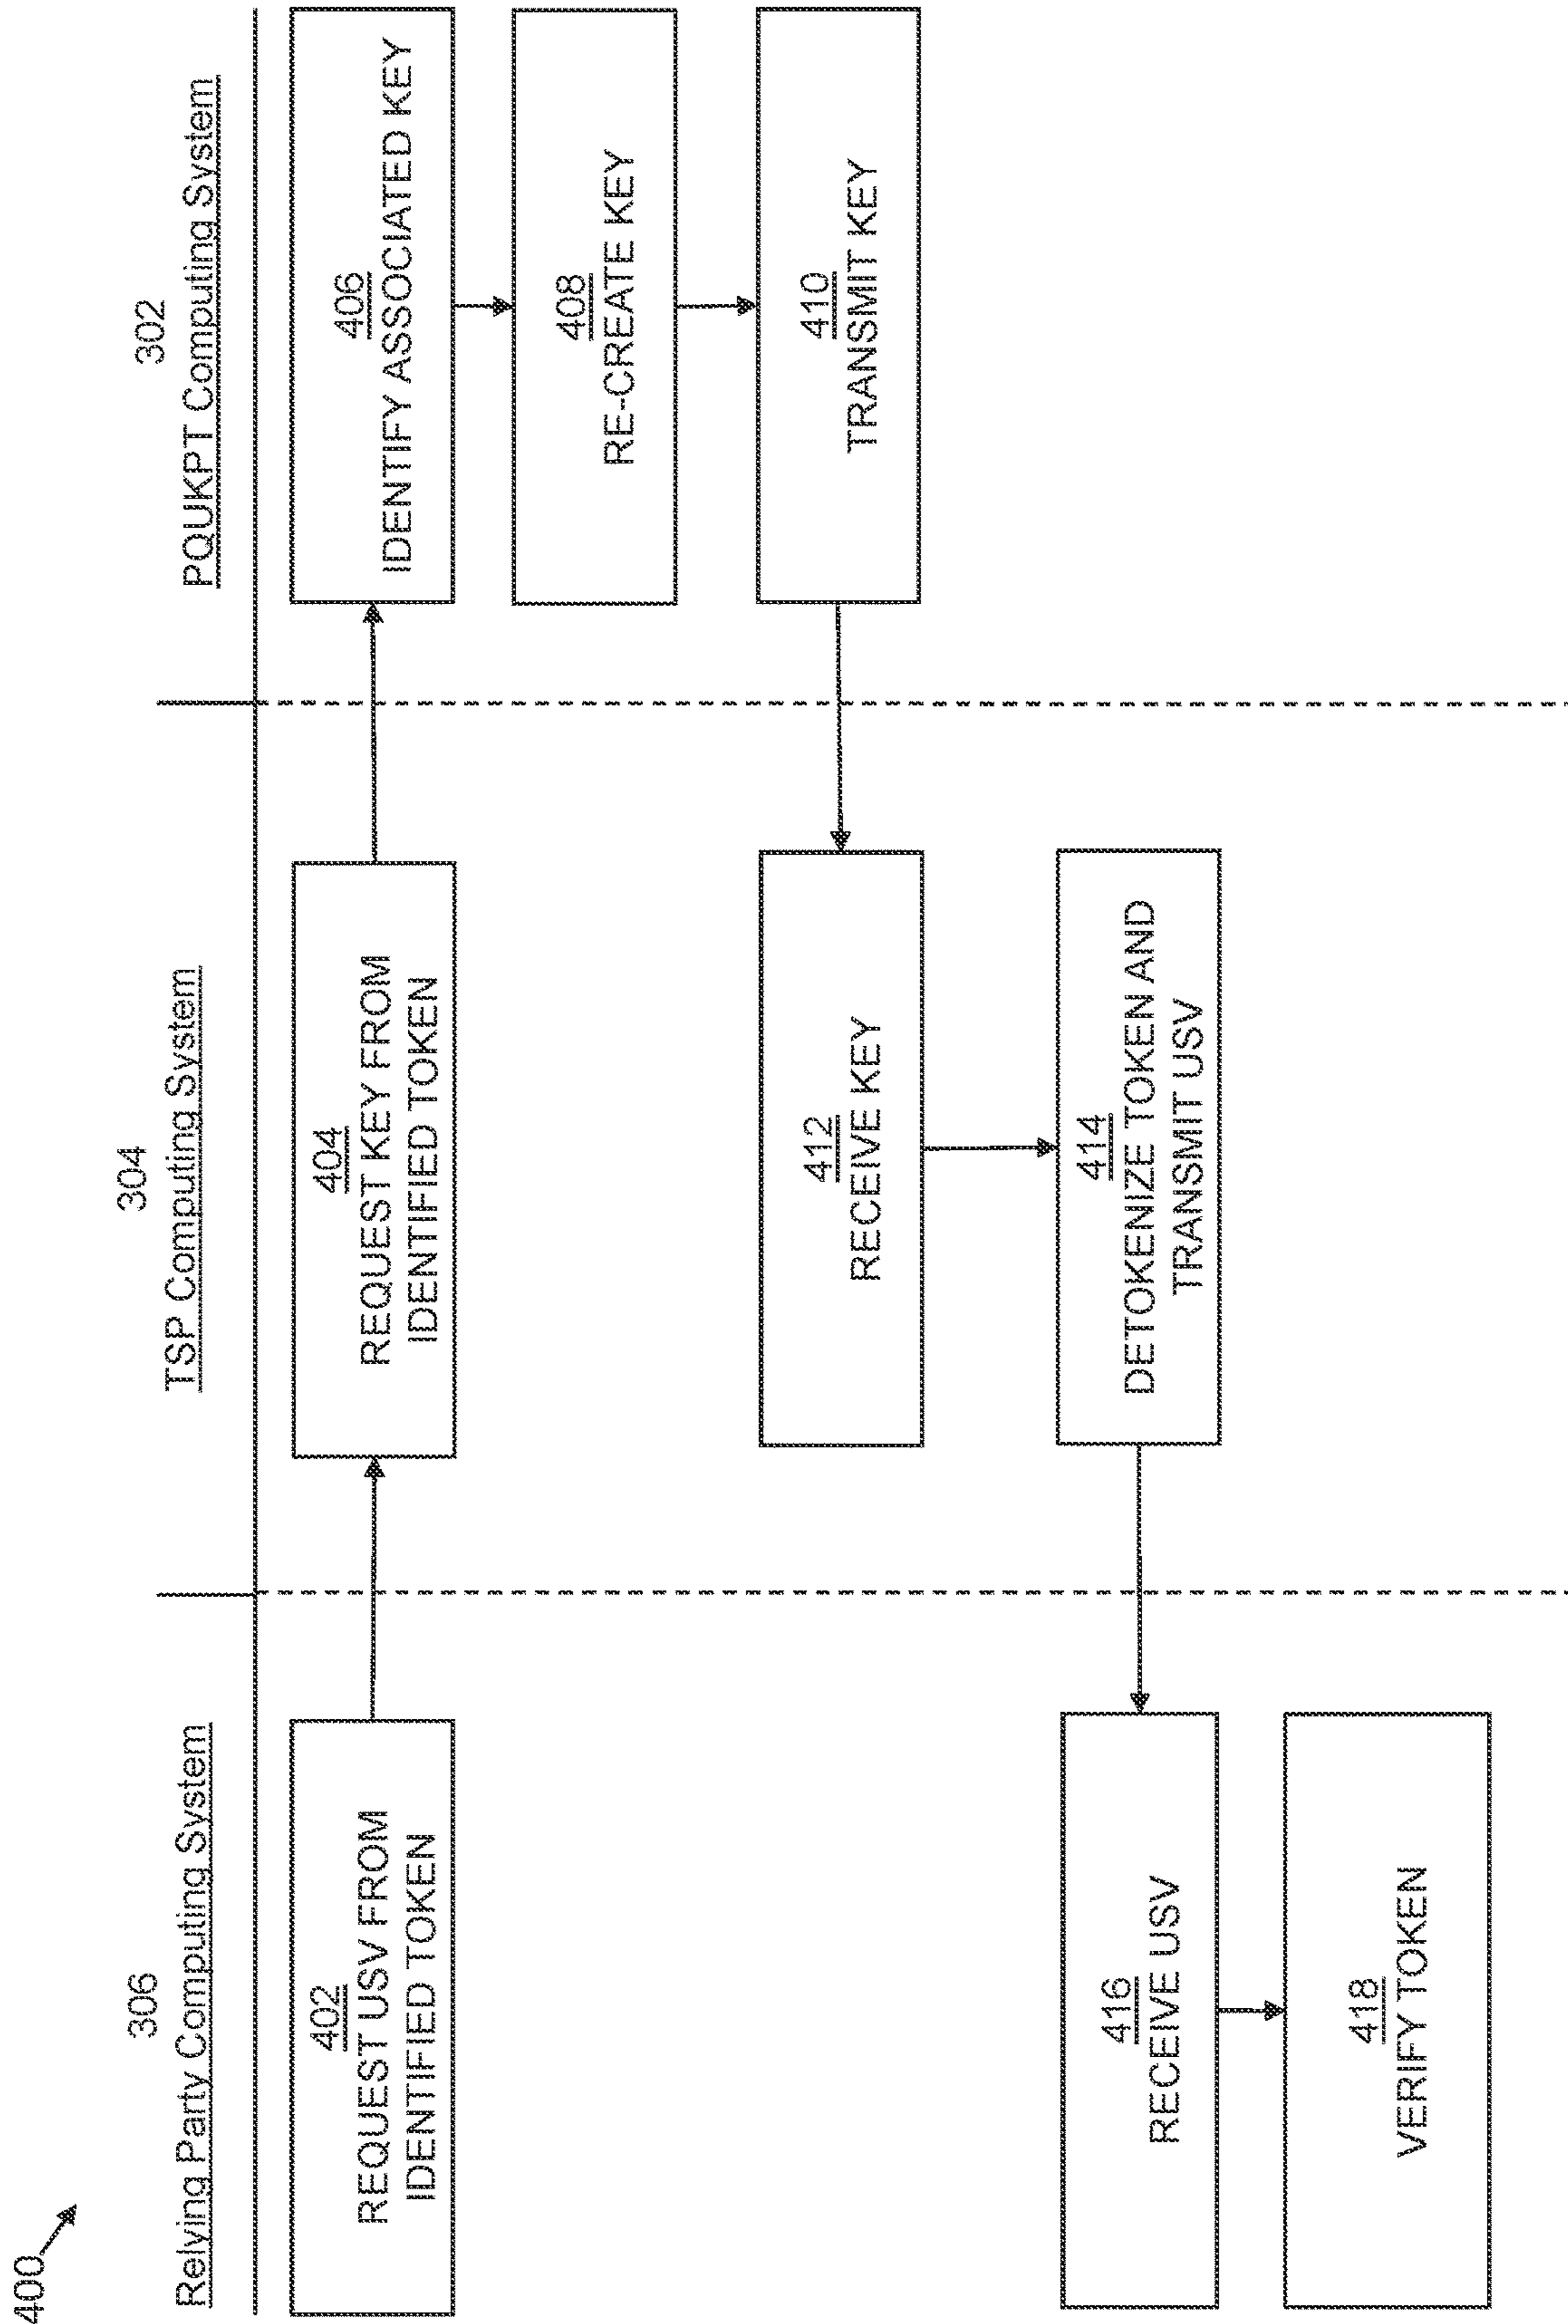 400
306
Relying Party Computing System
304
TSP Computing System
302
PQUKPT Computing System
402
REQUEST USV FROM
IDENTIFIED TOKEN
404
REQUEST KEY FROM
IDENTIFIED TOKEN
406
IDENTIFY ASSOCIATED KEY
408
RE-CREATE KEY
410
TRANSMIT KEY
412
RECEIVE KEY
414
DETOKENIZE TOKEN AND
TRANSMIT USV
416
RECEIVE USV
418
VERIFY TOKEN